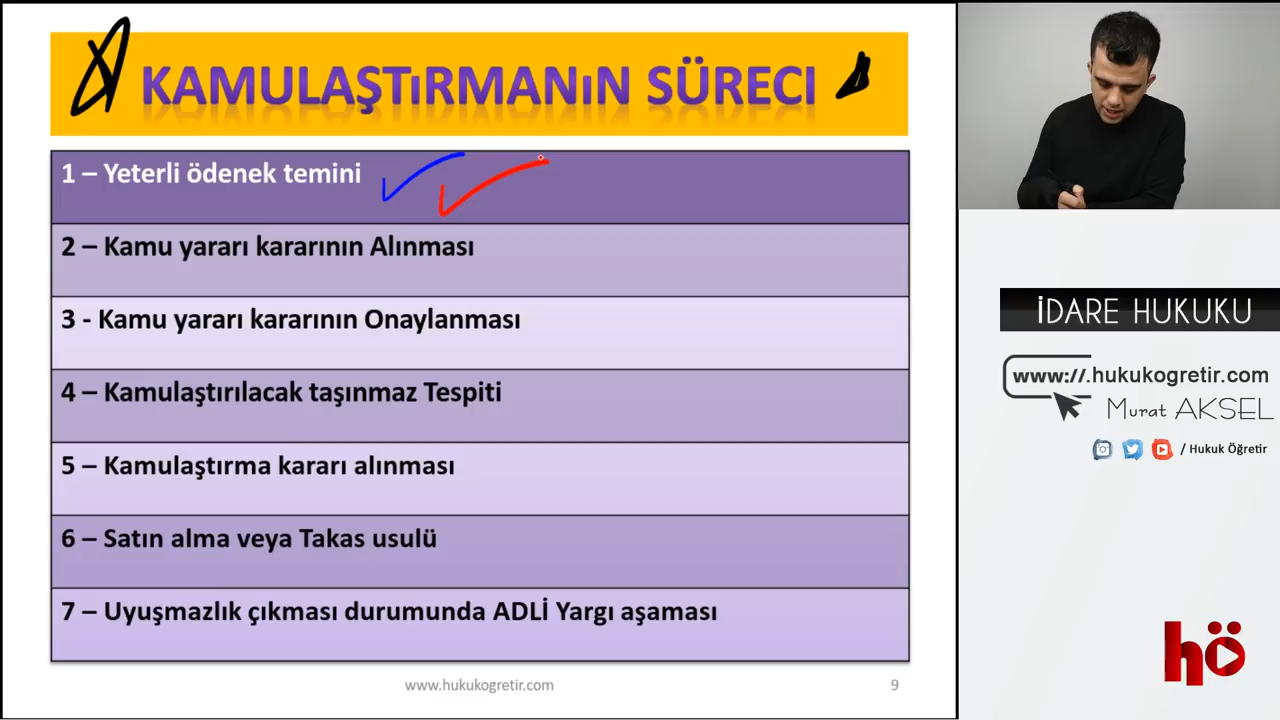 KAMULAŞTıRMANıN SÜRECI
1 – Yeterli ödenek temini
2 – Kamu yararı kararının Alınması
3 - Kamu yararı kararının Onaylanması
4 – Kamulaştırılacak taşınmaz Tespiti
5 – Kamulaştırma kararı alınması
6 – Satın alma veya Takas usulü
7 – Uyuşmazlık çıkması durumunda ADLİ Yargı aşaması
www.hukukogretir.com
9
İDARE HUKUKU
www://.hukukogretir.com
Murat AKSEL
/ Hukuk Öğretir
hö